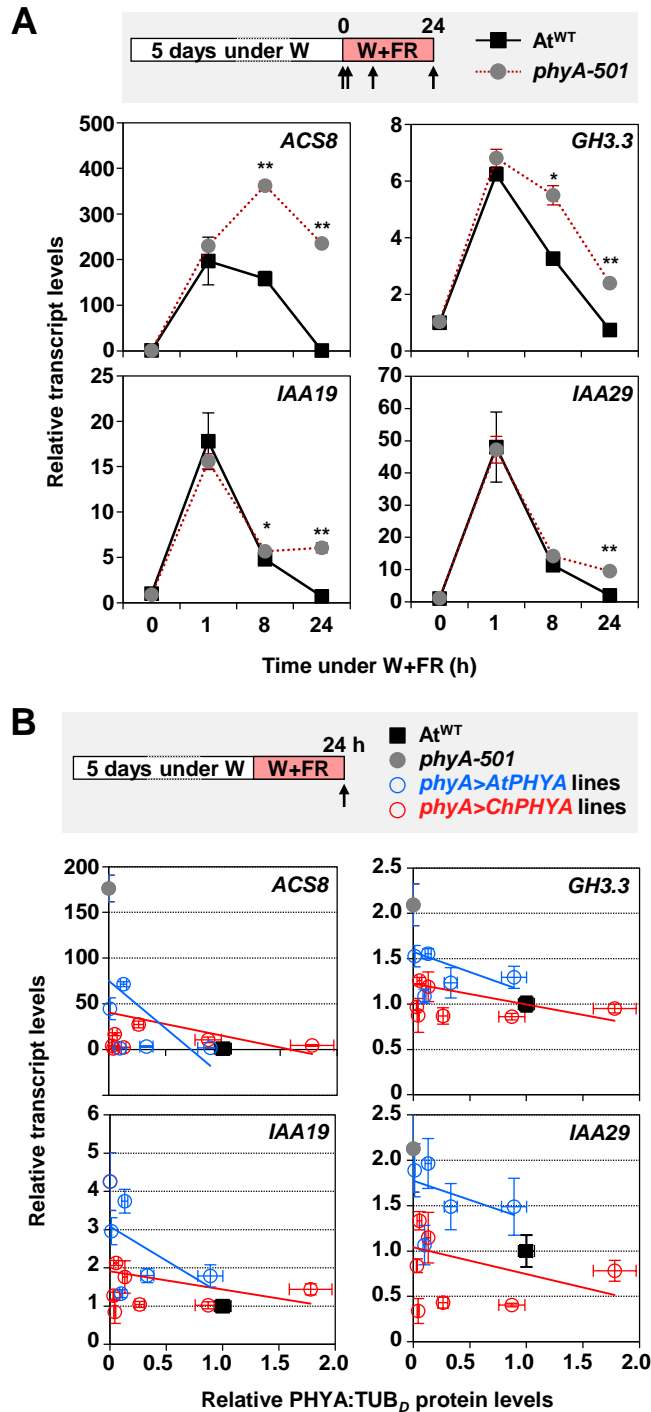 A
0 24
5 days under W W+FR
At^WT
phyA-501
Relative transcript levels
500
400
300
200
100
0
ACS8
**
**
8
6
4
2
0
GH3.3
*
**
25
20
15
10
5
0
IAA19
*
**
0 1 8 24
70
60
50
40
30
20
10
0
IAA29
**
0 1 8 24
Time under W+FR (h)
B
24 h
5 days under W W+FR
At^WT
phyA-501
phyA>AtPHYA lines
phyA>ChPHYA lines
Relative transcript levels
200
150
100
50
0
ACS8
2.5
2.0
1.5
1.0
0.5
0
GH3.3
6
5
4
3
2
1
0
IAA19
0 0.5 1.0 1.5 2.0
2.5
2.0
1.5
1.0
0.5
0
IAA29
0 0.5 1.0 1.5 2.0
Relative PHYA:TUB_D protein levels